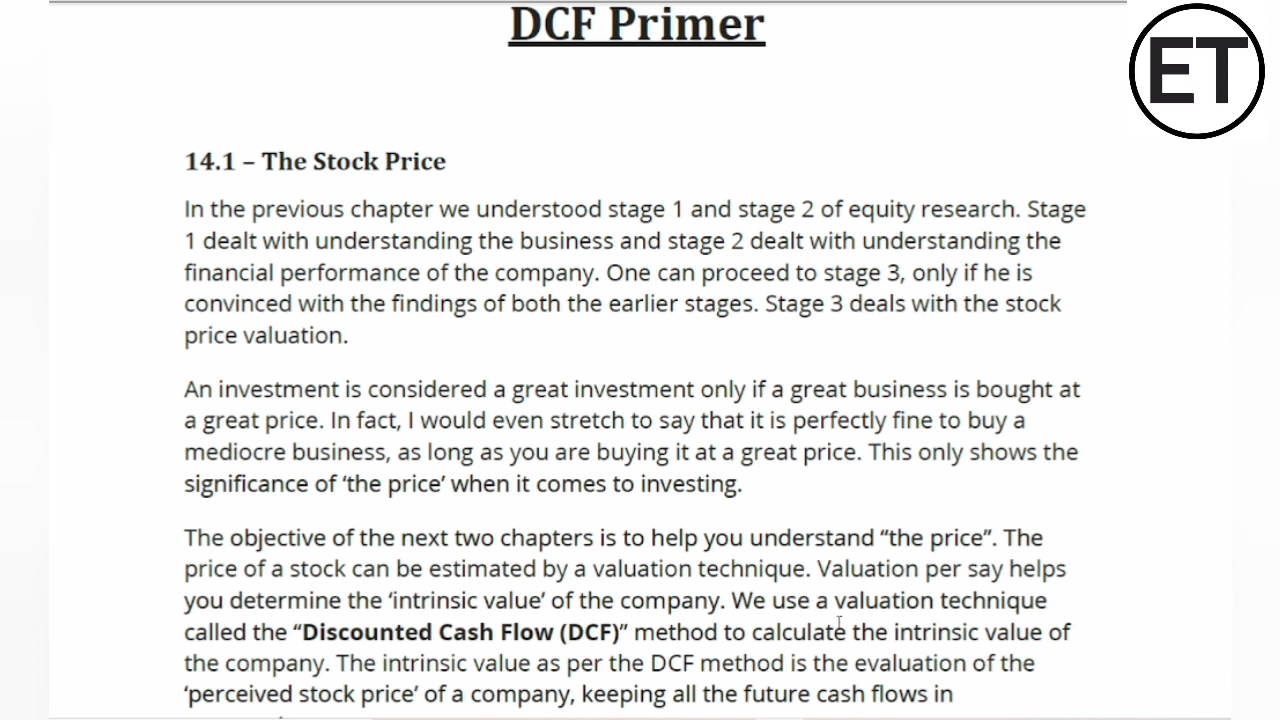 DCF Primer
ET
14.1 – The Stock Price
In the previous chapter we understood stage 1 and stage 2 of equity research. Stage
1 dealt with understanding the business and stage 2 dealt with understanding the
financial performance of the company. One can proceed to stage 3, only if he is
convinced with the findings of both the earlier stages. Stage 3 deals with the stock
price valuation.
An investment is considered a great investment only if a great business is bought at
a great price. In fact, I would even stretch to say that it is perfectly fine to buy a
mediocre business, as long as you are buying it at a great price. This only shows the
significance of ‘the price’ when it comes to investing.
The objective of the next two chapters is to help you understand “the price”. The
price of a stock can be estimated by a valuation technique. Valuation per say helps
you determine the ‘intrinsic value’ of the company. We use a valuation technique
called the “Discounted Cash Flow (DCF)” method to calculate the intrinsic value of
the company. The intrinsic value as per the DCF method is the evaluation of the
‘perceived stock price’ of a company, keeping all the future cash flows in